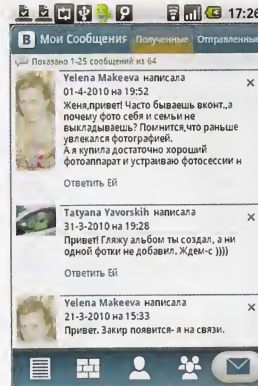 17:26
B Мои Сообщения Полученные Отправленные
Показано 1-25 сообщений из 64
Yelena Makeeva написала
01-4-2010 на 19:52
Женя,привет! Часто бываешь вконт.,а
почему фото себя и семьи не
выкладываешь? Помнится,что раньше
увлекался фотографией.
А я купила достаточно хороший
фотоаппарат и устраиваю фотосессии н
Ответить Ей
Tatyana Yavorskih написала
31-3-2010 на 19:28
Привет! Гляжу альбом ты создал, а ни
одной фотки не добавил. Ждем-с ))))
Ответить Ей
Yelena Makeeva написала
21-3-2010 на 15:33
Привет. Закир появится- я на связи.